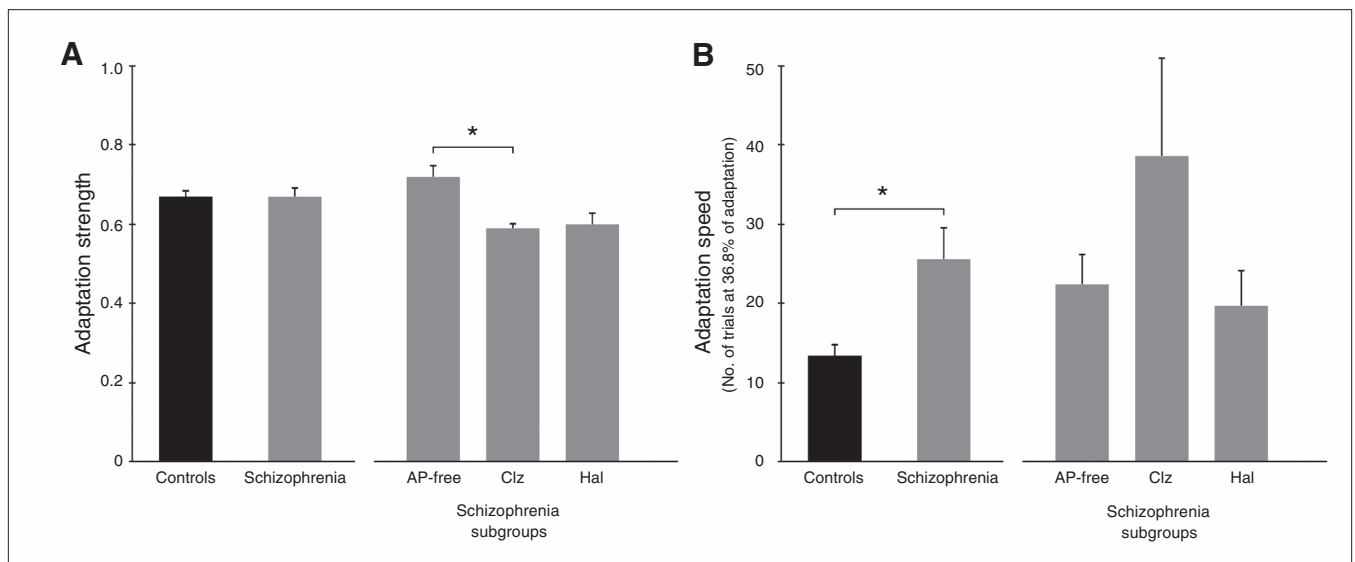 A
Adaptation strength
1.0
0.8
0.6
0.4
0.2
0
*
Controls
Schizophrenia
AP-free
Clz
Hal
Schizophrenia
subgroups
B
Adaptation speed
(No. of trials at 36.8% of adaptation)
50
40
30
20
10
0
*
Controls
Schizophrenia
AP-free
Clz
Hal
Schizophrenia
subgroups